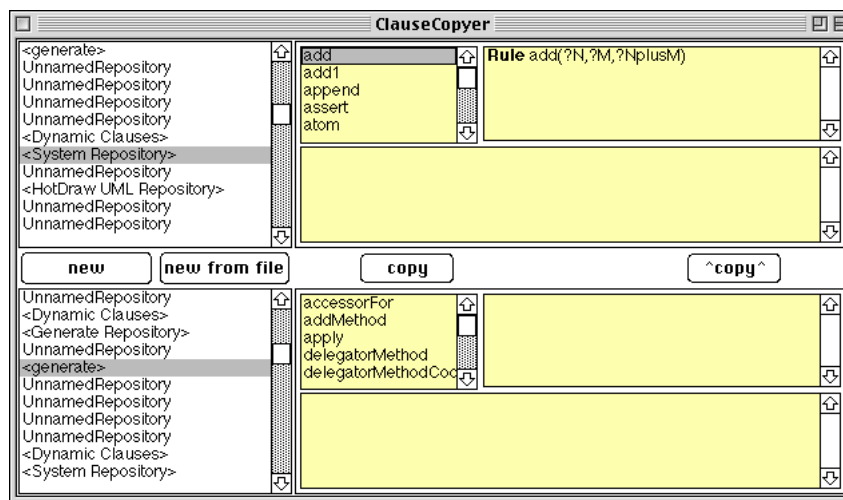 ClauseCopyer
<generate>
UnnamedRepository
UnnamedRepository
UnnamedRepository
UnnamedRepository
<Dynamic Clauses>
<System Repository>
UnnamedRepository
<HotDraw UML Repository>
UnnamedRepository
UnnamedRepository
add
add1
append
assert
atom
Rule add(?N,?M,?NplusM)
new
new from file
copy
^copy^
UnnamedRepository
<Dynamic Clauses>
<Generate Repository>
UnnamedRepository
<generate>
UnnamedRepository
UnnamedRepository
UnnamedRepository
UnnamedRepository
<Dynamic Clauses>
<System Repository>
accessorFor
addMethod
apply
delegatorMethod
delegatorMethodCod